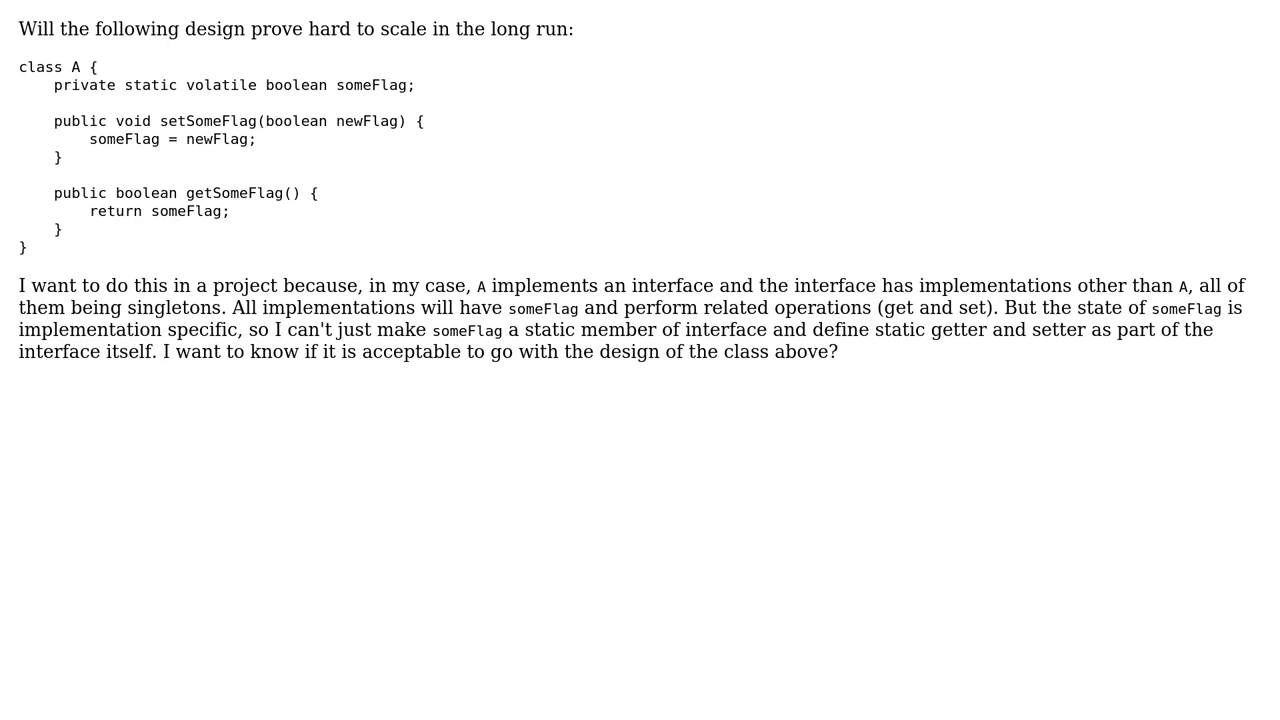 Will the following design prove hard to scale in the long run:
class A {
    private static volatile boolean someFlag;
    public void setSomeFlag(boolean newFlag) {
        someFlag = newFlag;
    }
    public boolean getSomeFlag() {
        return someFlag;
    }
}
I want to do this in a project because, in my case, A implements an interface and the interface has implementations other than A, all of
them being singletons. All implementations will have someFlag and perform related operations (get and set). But the state of someFlag is
implementation specific, so I can't just make someFlag a static member of interface and define static getter and setter as part of the
interface itself. I want to know if it is acceptable to go with the design of the class above?